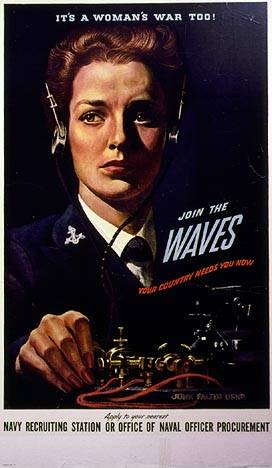 IT'S A WOMAN'S WAR TOO!
JOIN THE
WAVES
YOUR COUNTRY NEEDS YOU NOW
JOHN FALTER USNR
Apply to your nearest
NAVY RECRUITING STATION OR OFFICE OF NAVAL OFFICER PROCUREMENT